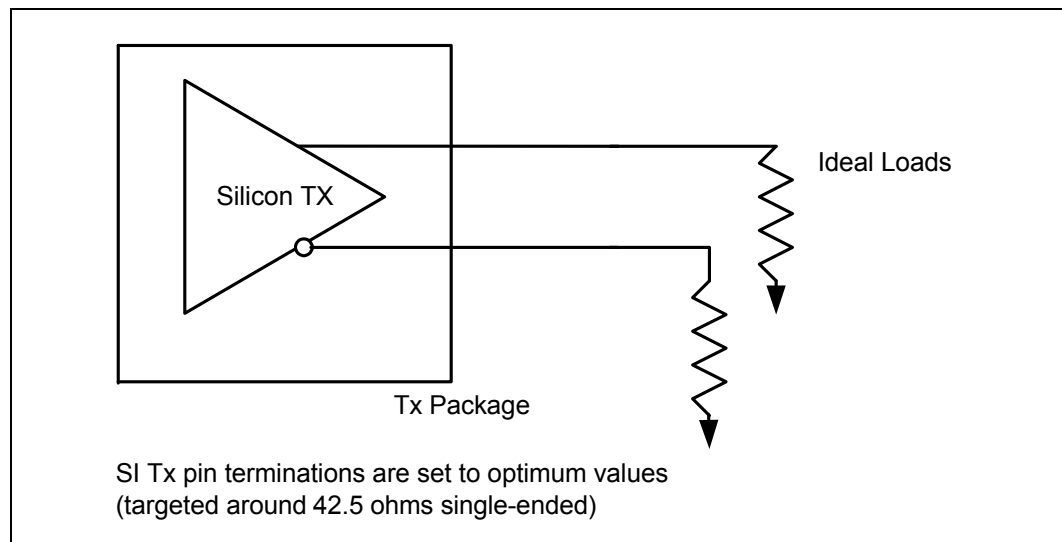 Silicon TX
Ideal Loads
Tx Package
SI Tx pin terminations are set to optimum values
(targeted around 42.5 ohms single-ended)